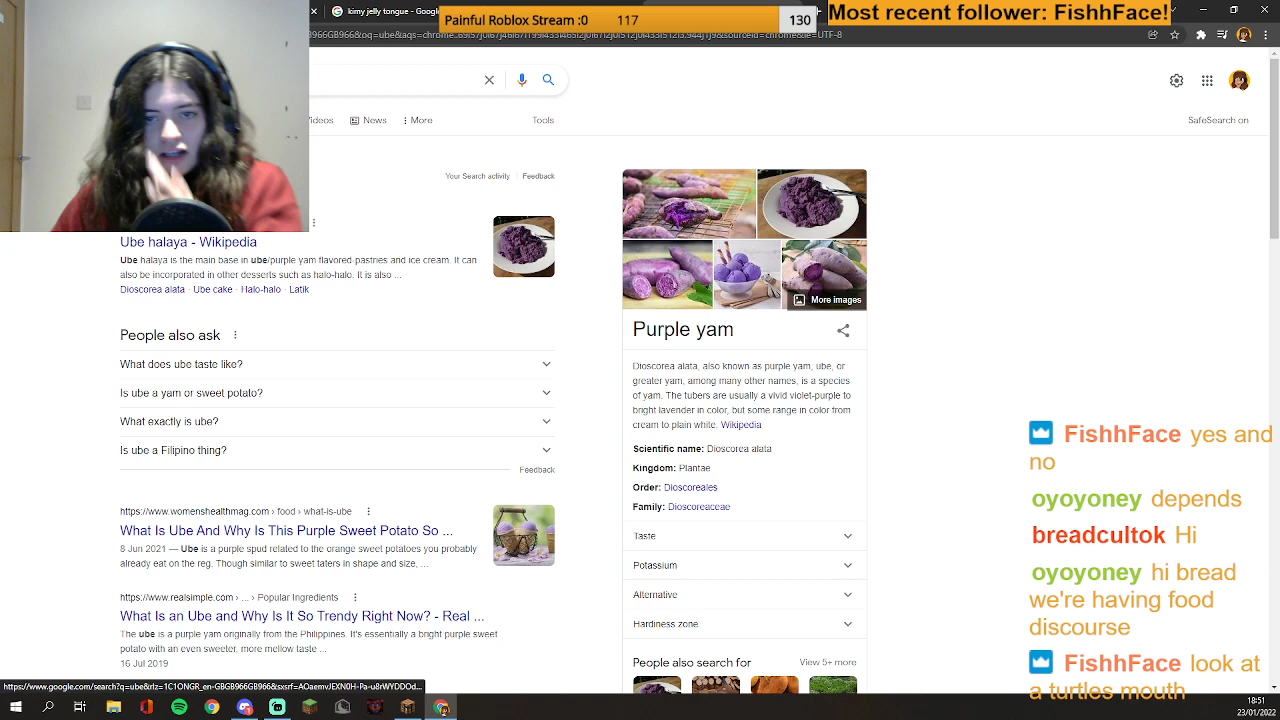 kimy jelly tong
Painful Roblox Stream :0 117 130
Most recent follower: FishhFace!
Videos News More Tools
SafeSearch on
Your Search activity Feedback
Ube halaya - Wikipedia
Ube halaya is the main base in ube/purple yam flavored-pastries and ice cream. It can
also be incorporated in other desserts such as halo-halo. It is also ...
Dioscorea alata · Ube cake · Halo-halo · Latik
People also ask
What does ube taste like?
Is ube a yam or sweet potato?
What exactly is ube?
Is ube a Filipino thing?
Feedback
https://www.womenshealthmag.com › food › what-is-ube
What Is Ube And Why Is This Purple Sweet Potato So ...
8 Jun 2021 — Ube is a purple spud related to the orange sweet potatoes you probably
already eat on the reg. Though similar to sweet taters in shape and size, ...
https://www.realsimple.com › ... › Popular Ingredients
What Is an Ube and Why Is It So Trendy Right Now? - Real ...
The ube is a purple yam originally from the Philippines. It's essentially a bright purple sweet
potato with an even sweeter, more mellow taste ...
16 Jul 2019
More images
Purple yam
Dioscorea alata, also known as purple yam, ube, or
greater yam, among many other names, is a species
of yam. The tubers are usually a vivid violet-purple to
bright lavender in color, but some range in color from
cream to plain white. Wikipedia
Scientific name: Dioscorea alata
Kingdom: Plantae
Order: Dioscoreales
Family: Dioscoreaceae
Taste
Potassium
Alternative
Hardiness zone
People also search for View 5+ more
FishhFace yes and
no
oyoyoney depends
breadcultok Hi
oyoyoney hi bread
we're having food
discourse
FishhFace look at
a turtles mouth
18:51
23/01/2022